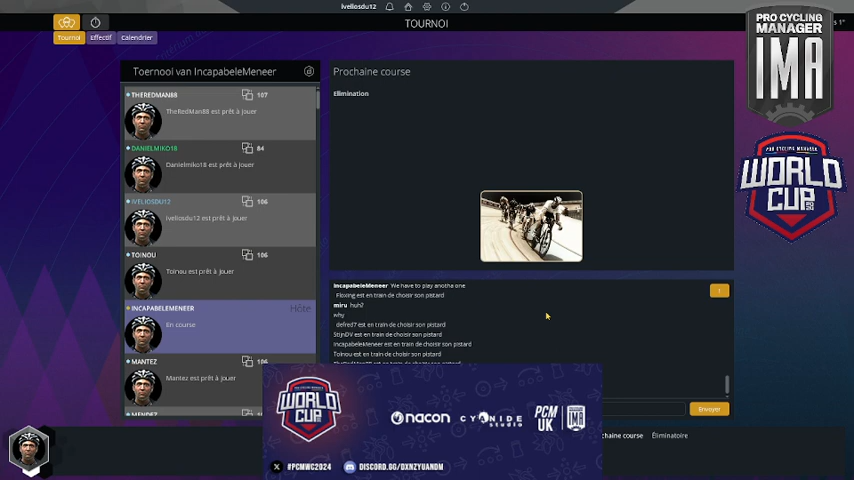 Iveliosdu12
TOURNOI
Tournoi
Effectif
Calendrier
Toernooi van IncapabeleMeneer
THEREDMAN88 107
TheRedMan88 est prêt à jouer
DANIELMIKO18 84
Danielmiko18 est prêt à jouer
IVELIOSDU12 106
Iveliosdu12 est prêt à jouer
TOINOU 106
Toinou est prêt à jouer
INCAPABELEMENEER Hôte
En course
MANTEZ 106
Mantez est prêt à jouer
Prochaine course
Elimination
IncapabeleMeneer We have to play anotha one
Floxing est en train de choisir son pistard
miru huh?
why
defred7 est en train de choisir son pistard
StijnDV est en train de choisir son pistard
IncapabeleMeneer est en train de choisir son pistard
Toinou est en train de choisir son pistard
Envoyer
chaine course Éliminatoire
PRO CYCLING
MANAGER
IMA
PRO CYCLING MANAGER
WORLD
CUP
WORLD
CUP
nacon
CYANIDE
studio
PCM
UK
IMA
#PCMWC2024
DISCORD.GG/DXNZYUANDM